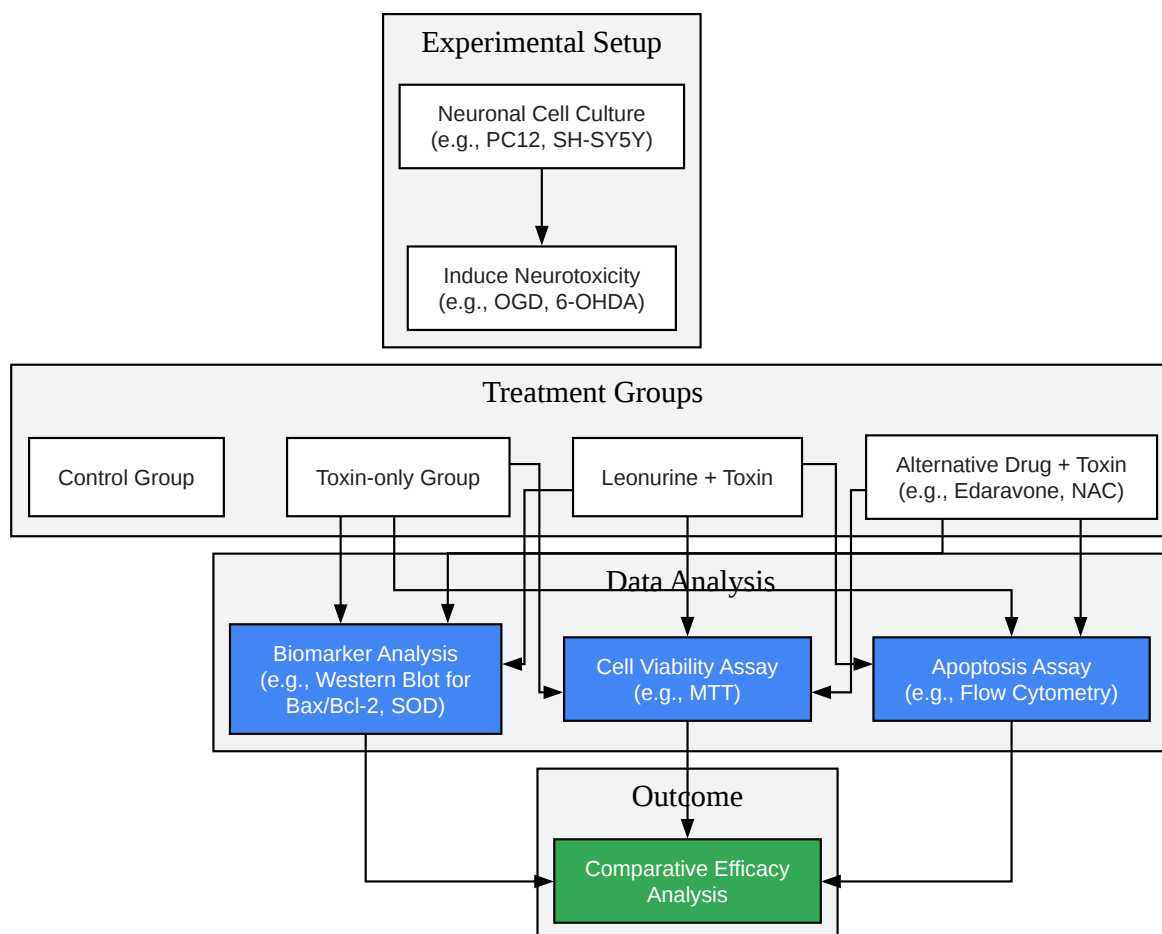 Experimental Setup
Neuronal Cell Culture
(e.g., PC12, SH-SY5Y)
Induce Neurotoxicity
(e.g., OGD, 6-OHDA)
Treatment Groups
Control Group
Toxin-only Group
Leonurine + Toxin
Alternative Drug + Toxin
(e.g., Edaravone, NAC)
Data Analysis
Biomarker Analysis
(e.g., Western Blot for
Bax/Bcl-2, SOD)
Cell Viability Assay
(e.g., MTT)
Apoptosis Assay
(e.g., Flow Cytometry)
Outcome
Comparative Efficacy
Analysis